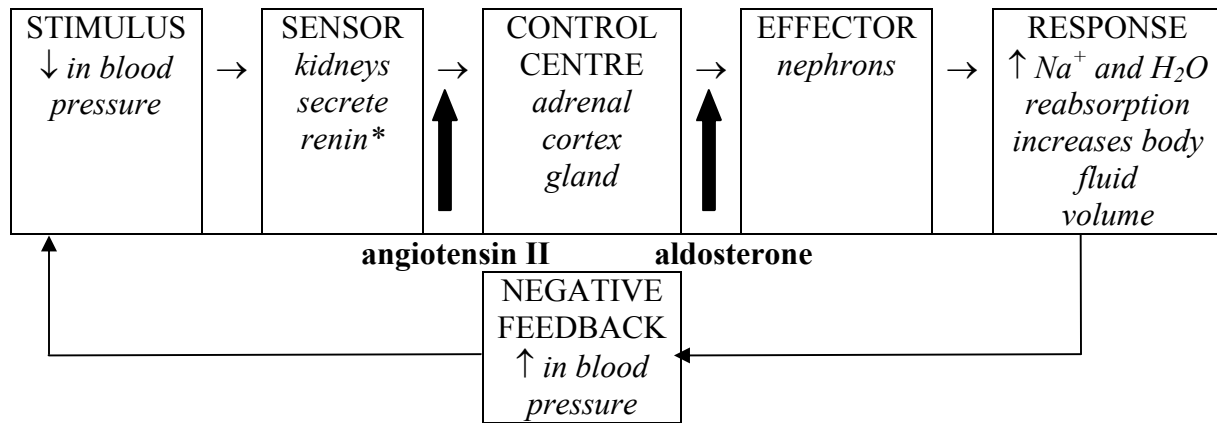 STIMULUS
↓ in blood
pressure
→
SENSOR
kidneys
secrete
renin*
→
CONTROL
CENTRE
adrenal
cortex
gland
→
EFFECTOR
nephrons
→
RESPONSE
↑ Na⁺ and H₂O
reabsorption
increases body
fluid
volume
angiotensin II
aldosterone
NEGATIVE
FEEDBACK
↑ in blood
pressure